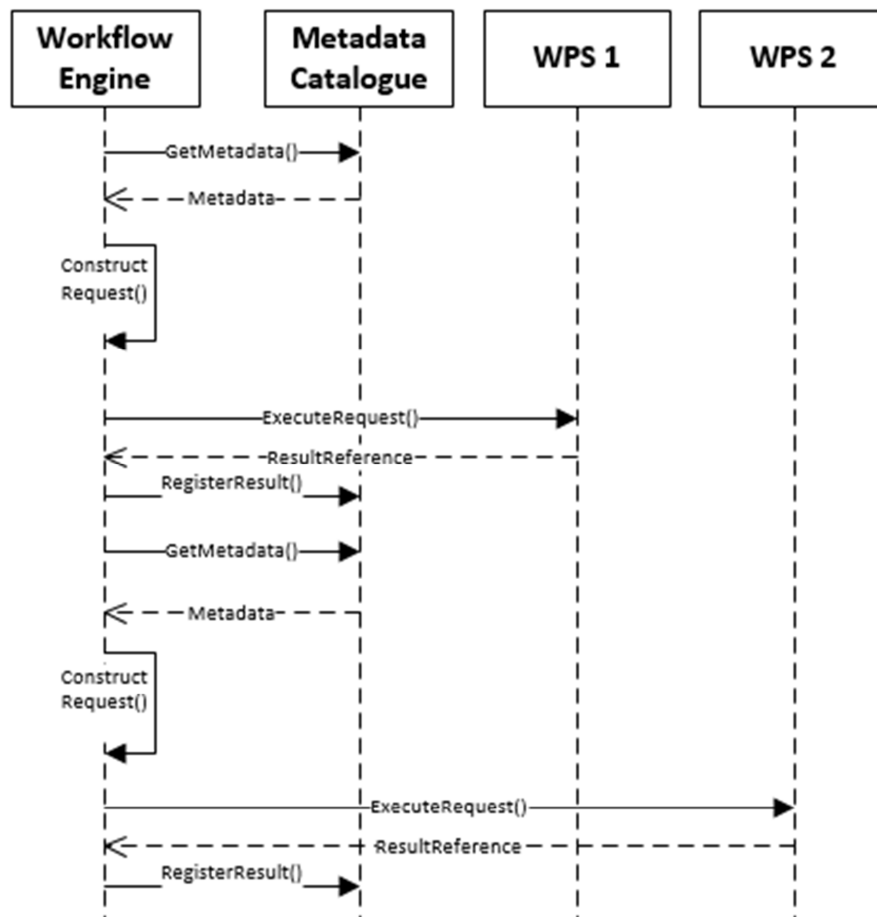 Workflow
Engine
Metadata
Catalogue
WPS 1
WPS 2
GetMetadata()
Metadata
Construct
Request()
ExecuteRequest()
ResultReference
RegisterResult()
GetMetadata()
Metadata
Construct
Request()
ExecuteRequest()
ResultReference
RegisterResult()